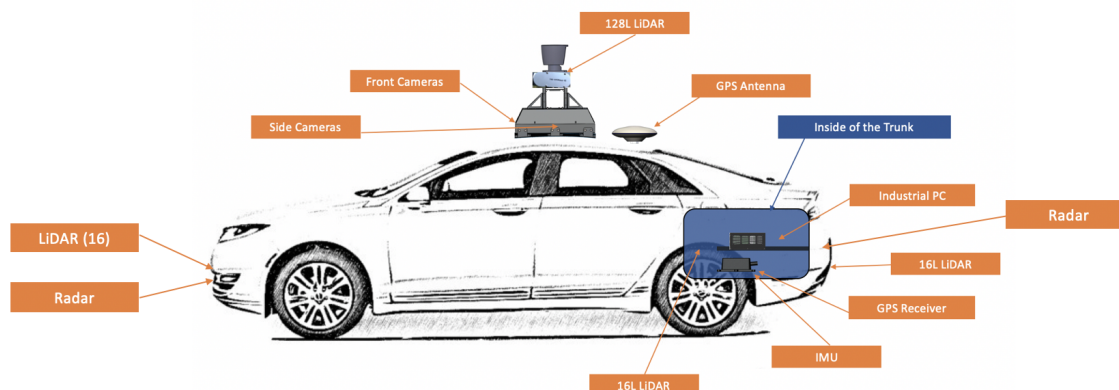 128L LiDAR
Front Cameras
GPS Antenna
Side Cameras
Inside of the Trunk
Industrial PC
Radar
LiDAR (16)
16L LiDAR
Radar
GPS Receiver
IMU
16L LiDAR